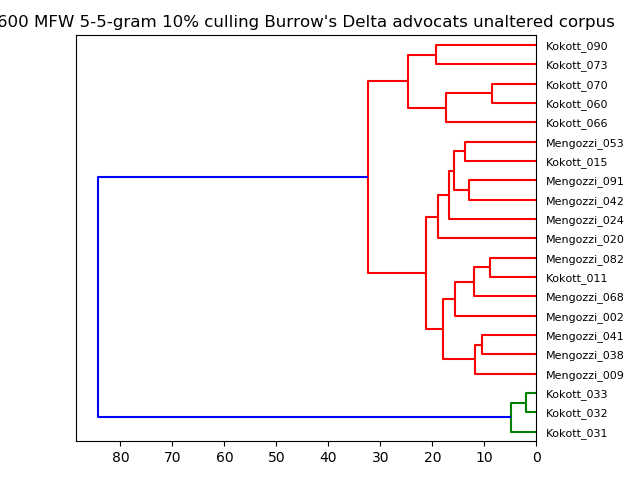 600 MFW 5-5-gram 10% culling Burrow's Delta advocats unaltered corpus
Kokott_090
Kokott_073
Kokott_070
Kokott_060
Kokott_066
Mengozzi_053
Kokott_015
Mengozzi_091
Mengozzi_042
Mengozzi_024
Mengozzi_020
Mengozzi_082
Kokott_011
Mengozzi_068
Mengozzi_002
Mengozzi_041
Mengozzi_038
Mengozzi_009
Kokott_033
Kokott_032
Kokott_031
80 70 60 50 40 30 20 10 0